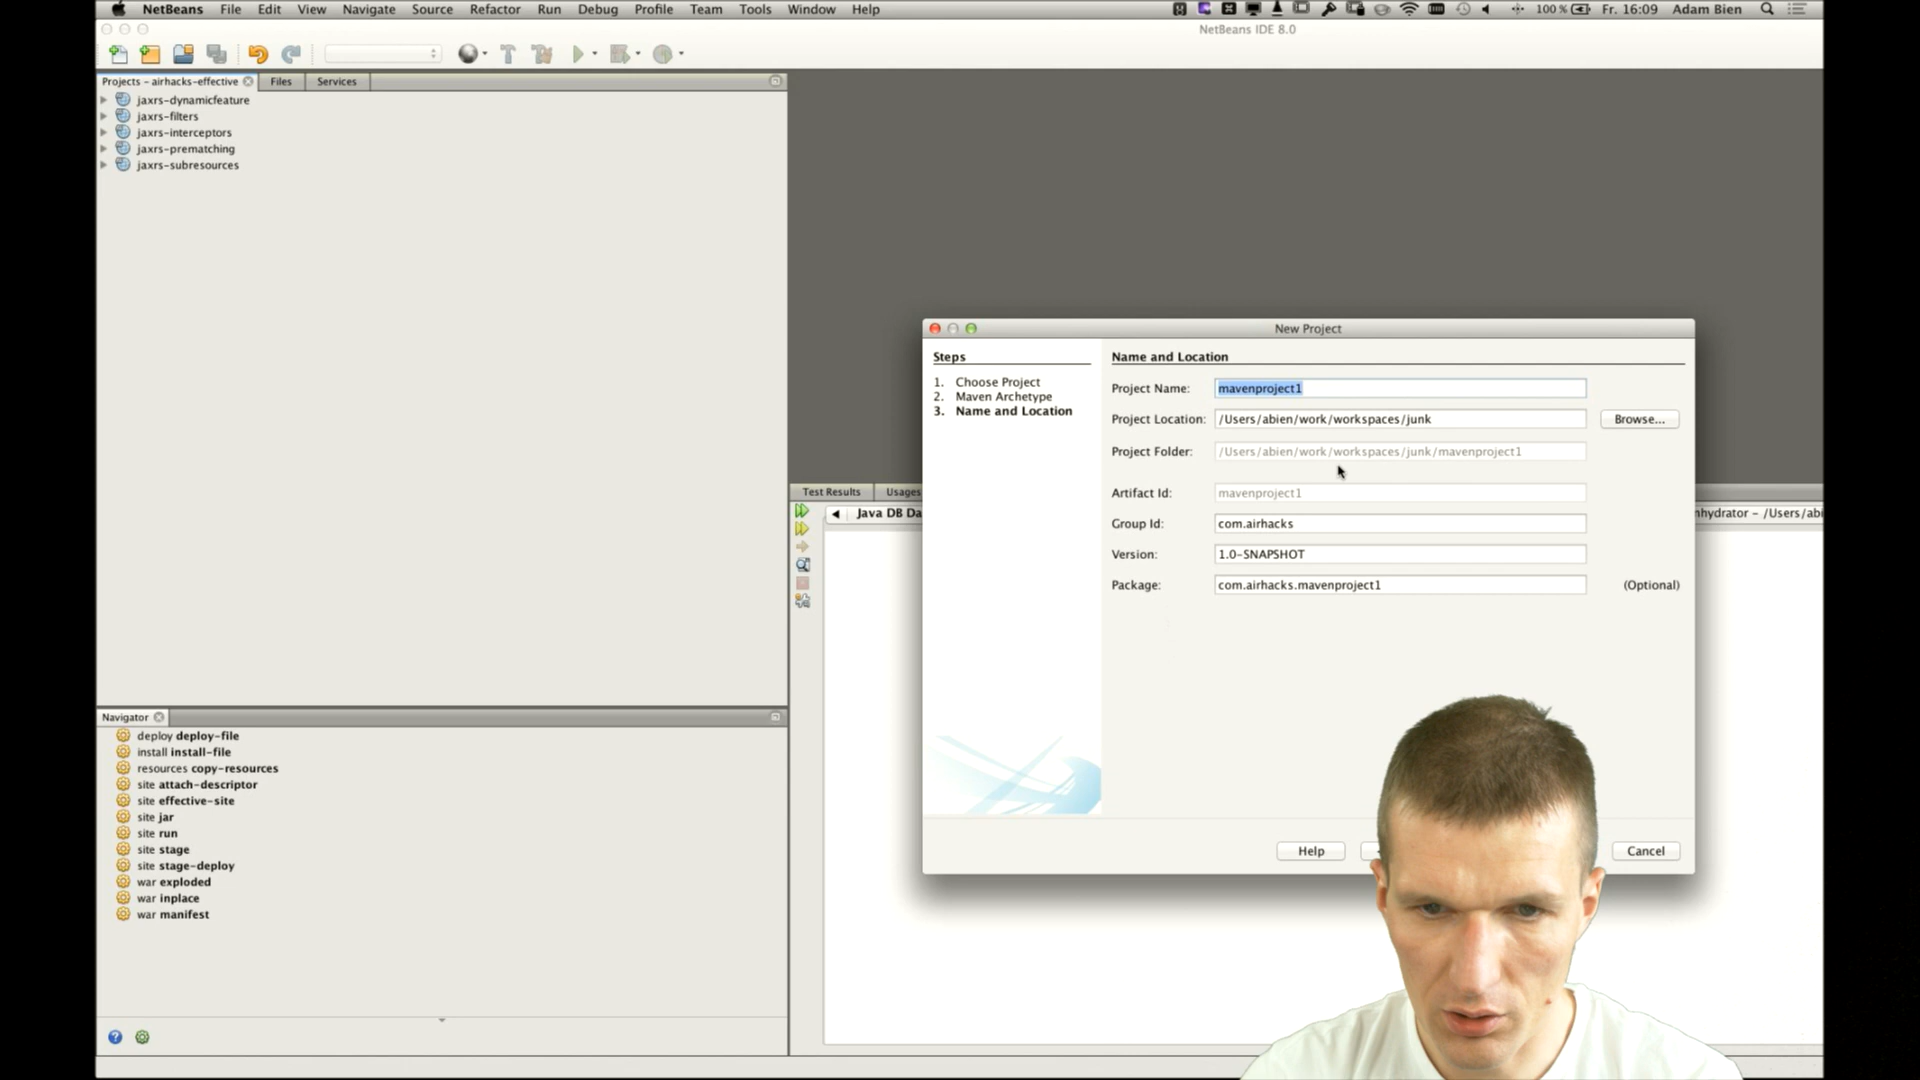 NetBeans File Edit View Navigate Source Refactor Run Debug Profile Team Tools Window Help 100% Fr. 16:09 Adam Bien
NetBeans IDE 8.0
Projects – airhacks-effective Files Services
jaxrs-dynamicfeature
jaxrs-filters
jaxrs-interceptors
jaxrs-prematching
jaxrs-subresources
New Project
Steps
1. Choose Project
2. Maven Archetype
3. Name and Location
Name and Location
Project Name: mavenproject1
Project Location: /Users/abien/work/workspaces/junk Browse...
Project Folder: /Users/abien/work/workspaces/junk/mavenproject1
Artifact Id: mavenproject1
Group Id: com.airhacks
Version: 1.0-SNAPSHOT
Package: com.airhacks.mavenproject1 (Optional)
Help Cancel
Test Results Usages
Java DB Da
nhydrator – /Users/abi
Navigator
deploy deploy-file
install install-file
resources copy-resources
site attach-descriptor
site effective-site
site jar
site run
site stage
site stage-deploy
war exploded
war inplace
war manifest